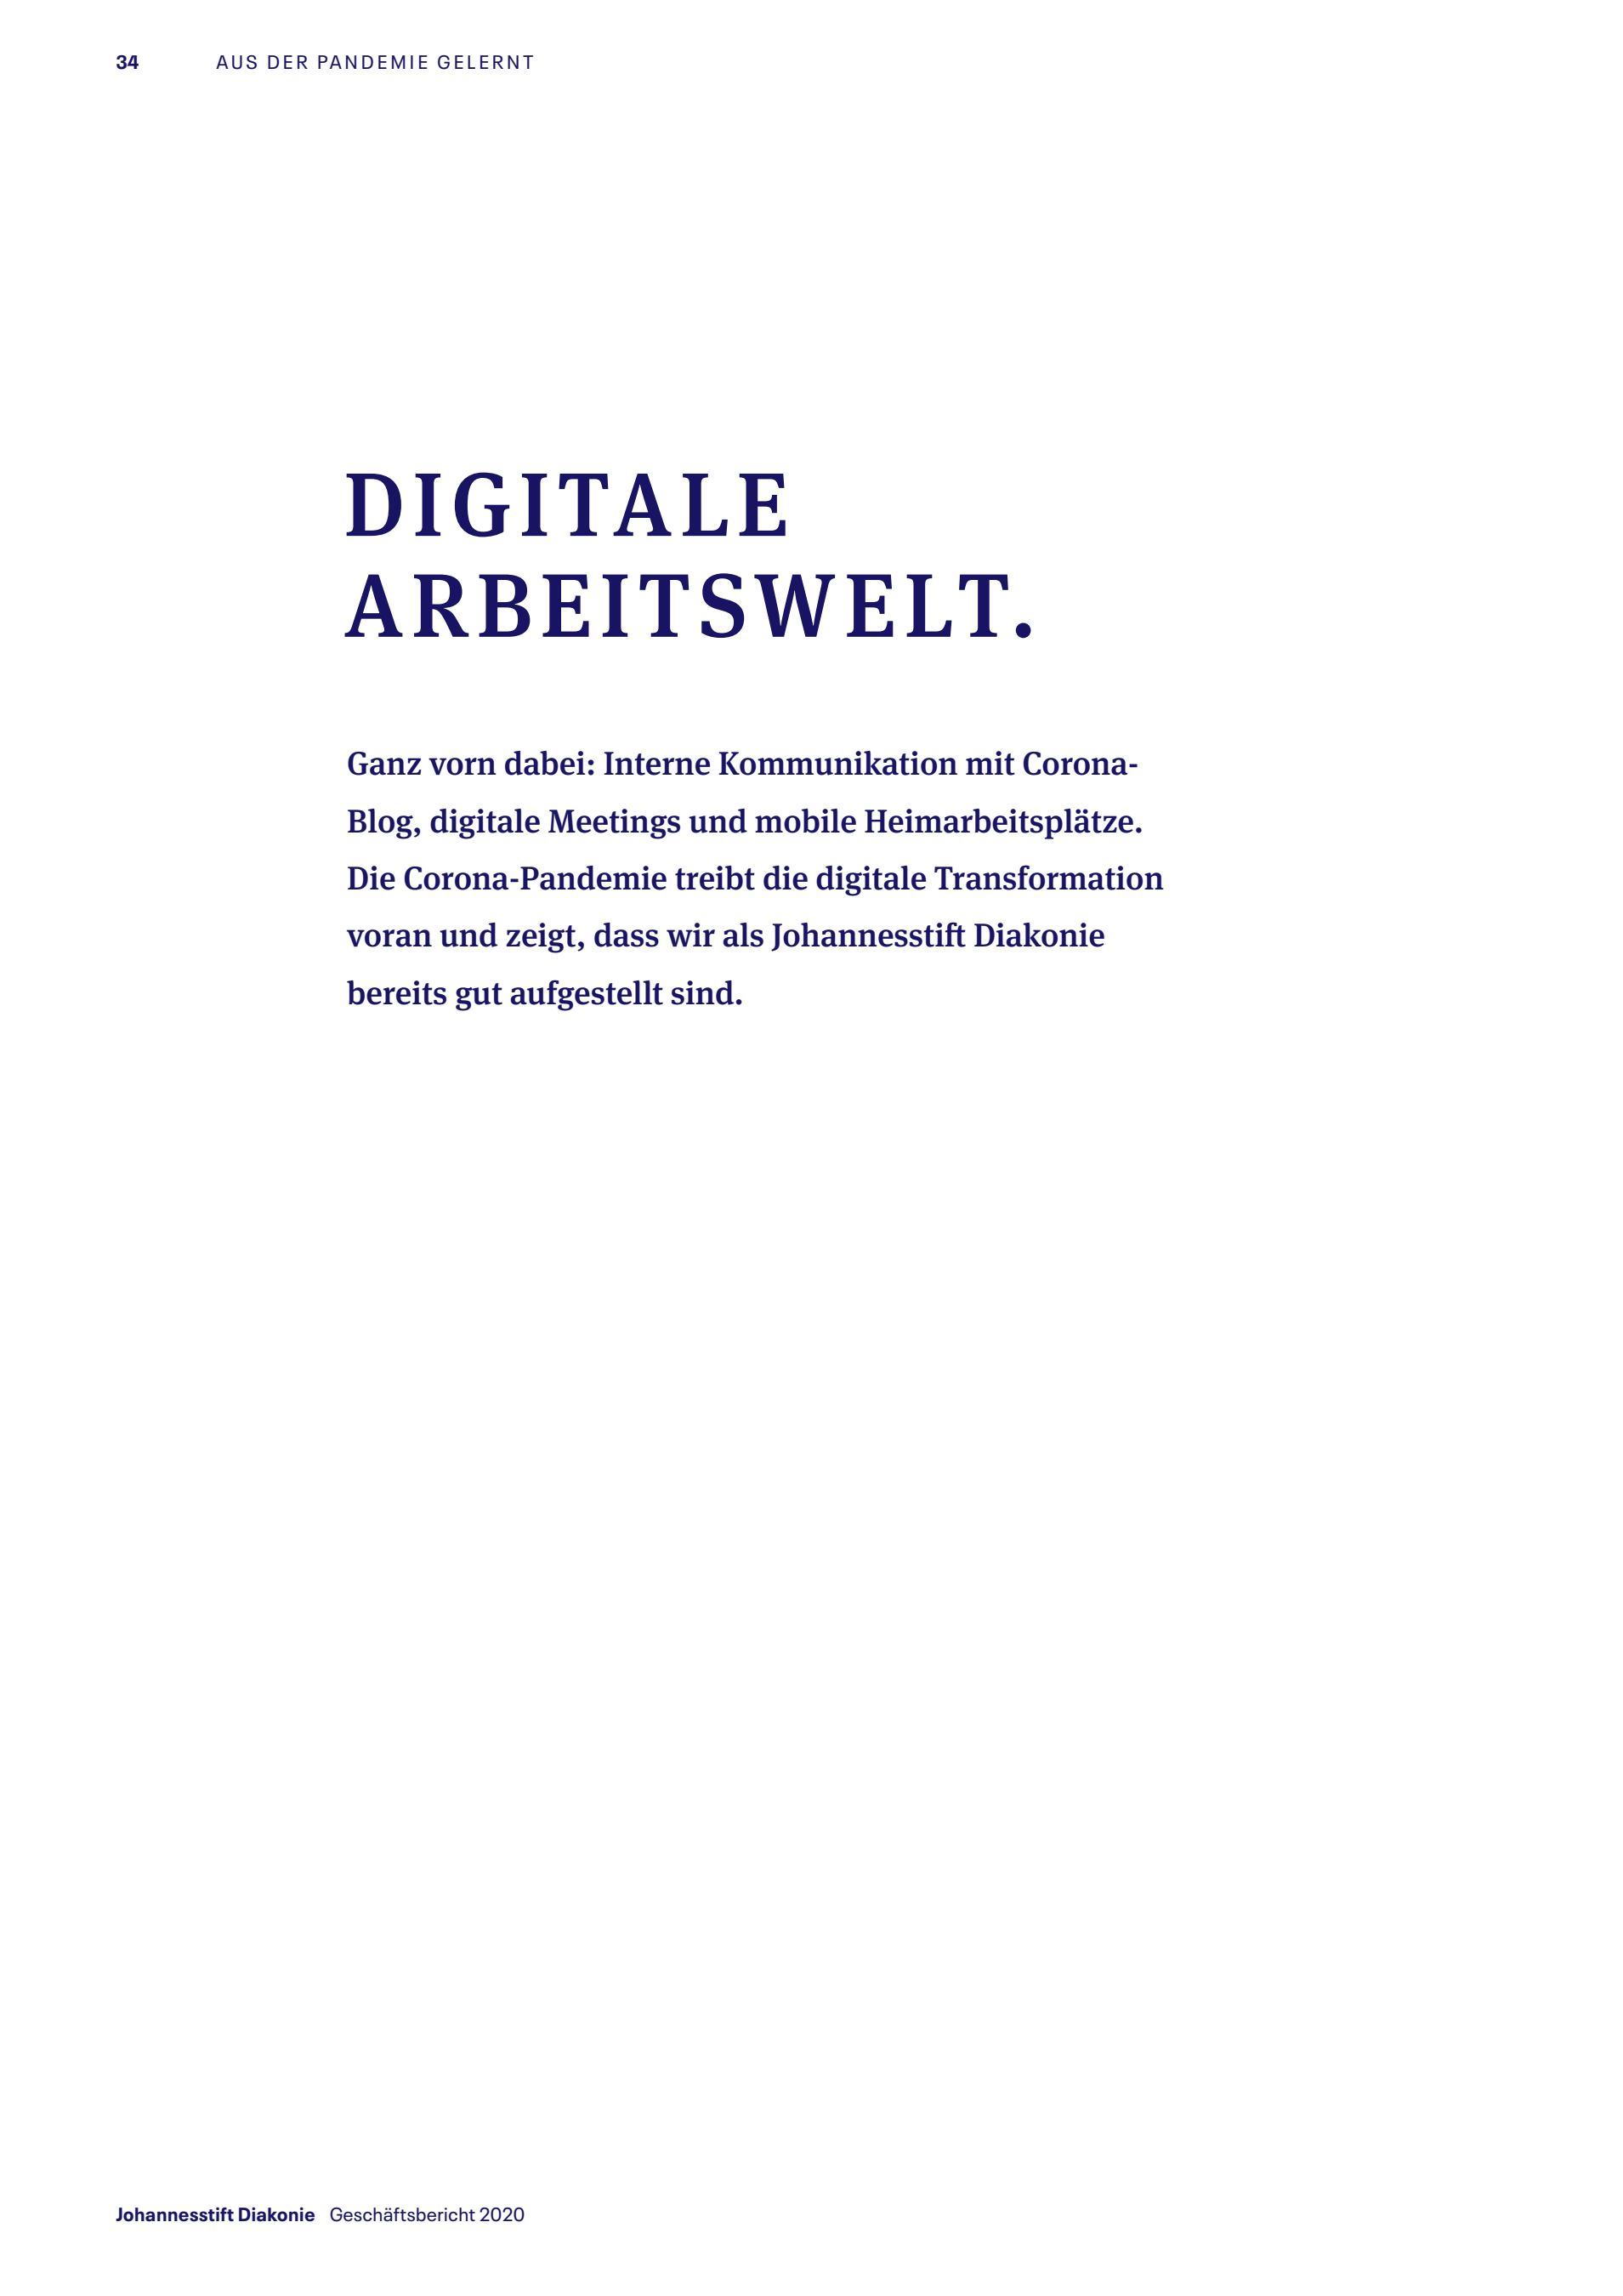 34 AUS DER PANDEMIE GELERNT
DIGITALE
ARBEITSWELT.
Ganz vorn dabei: Interne Kommunikation mit Corona-
Blog, digitale Meetings und mobile Heimarbeitsplätze.
Die Corona-Pandemie treibt die digitale Transformation
voran und zeigt, dass wir als Johannesstift Diakonie
bereits gut aufgestellt sind.
Johannesstift Diakonie Geschäftsbericht 2020